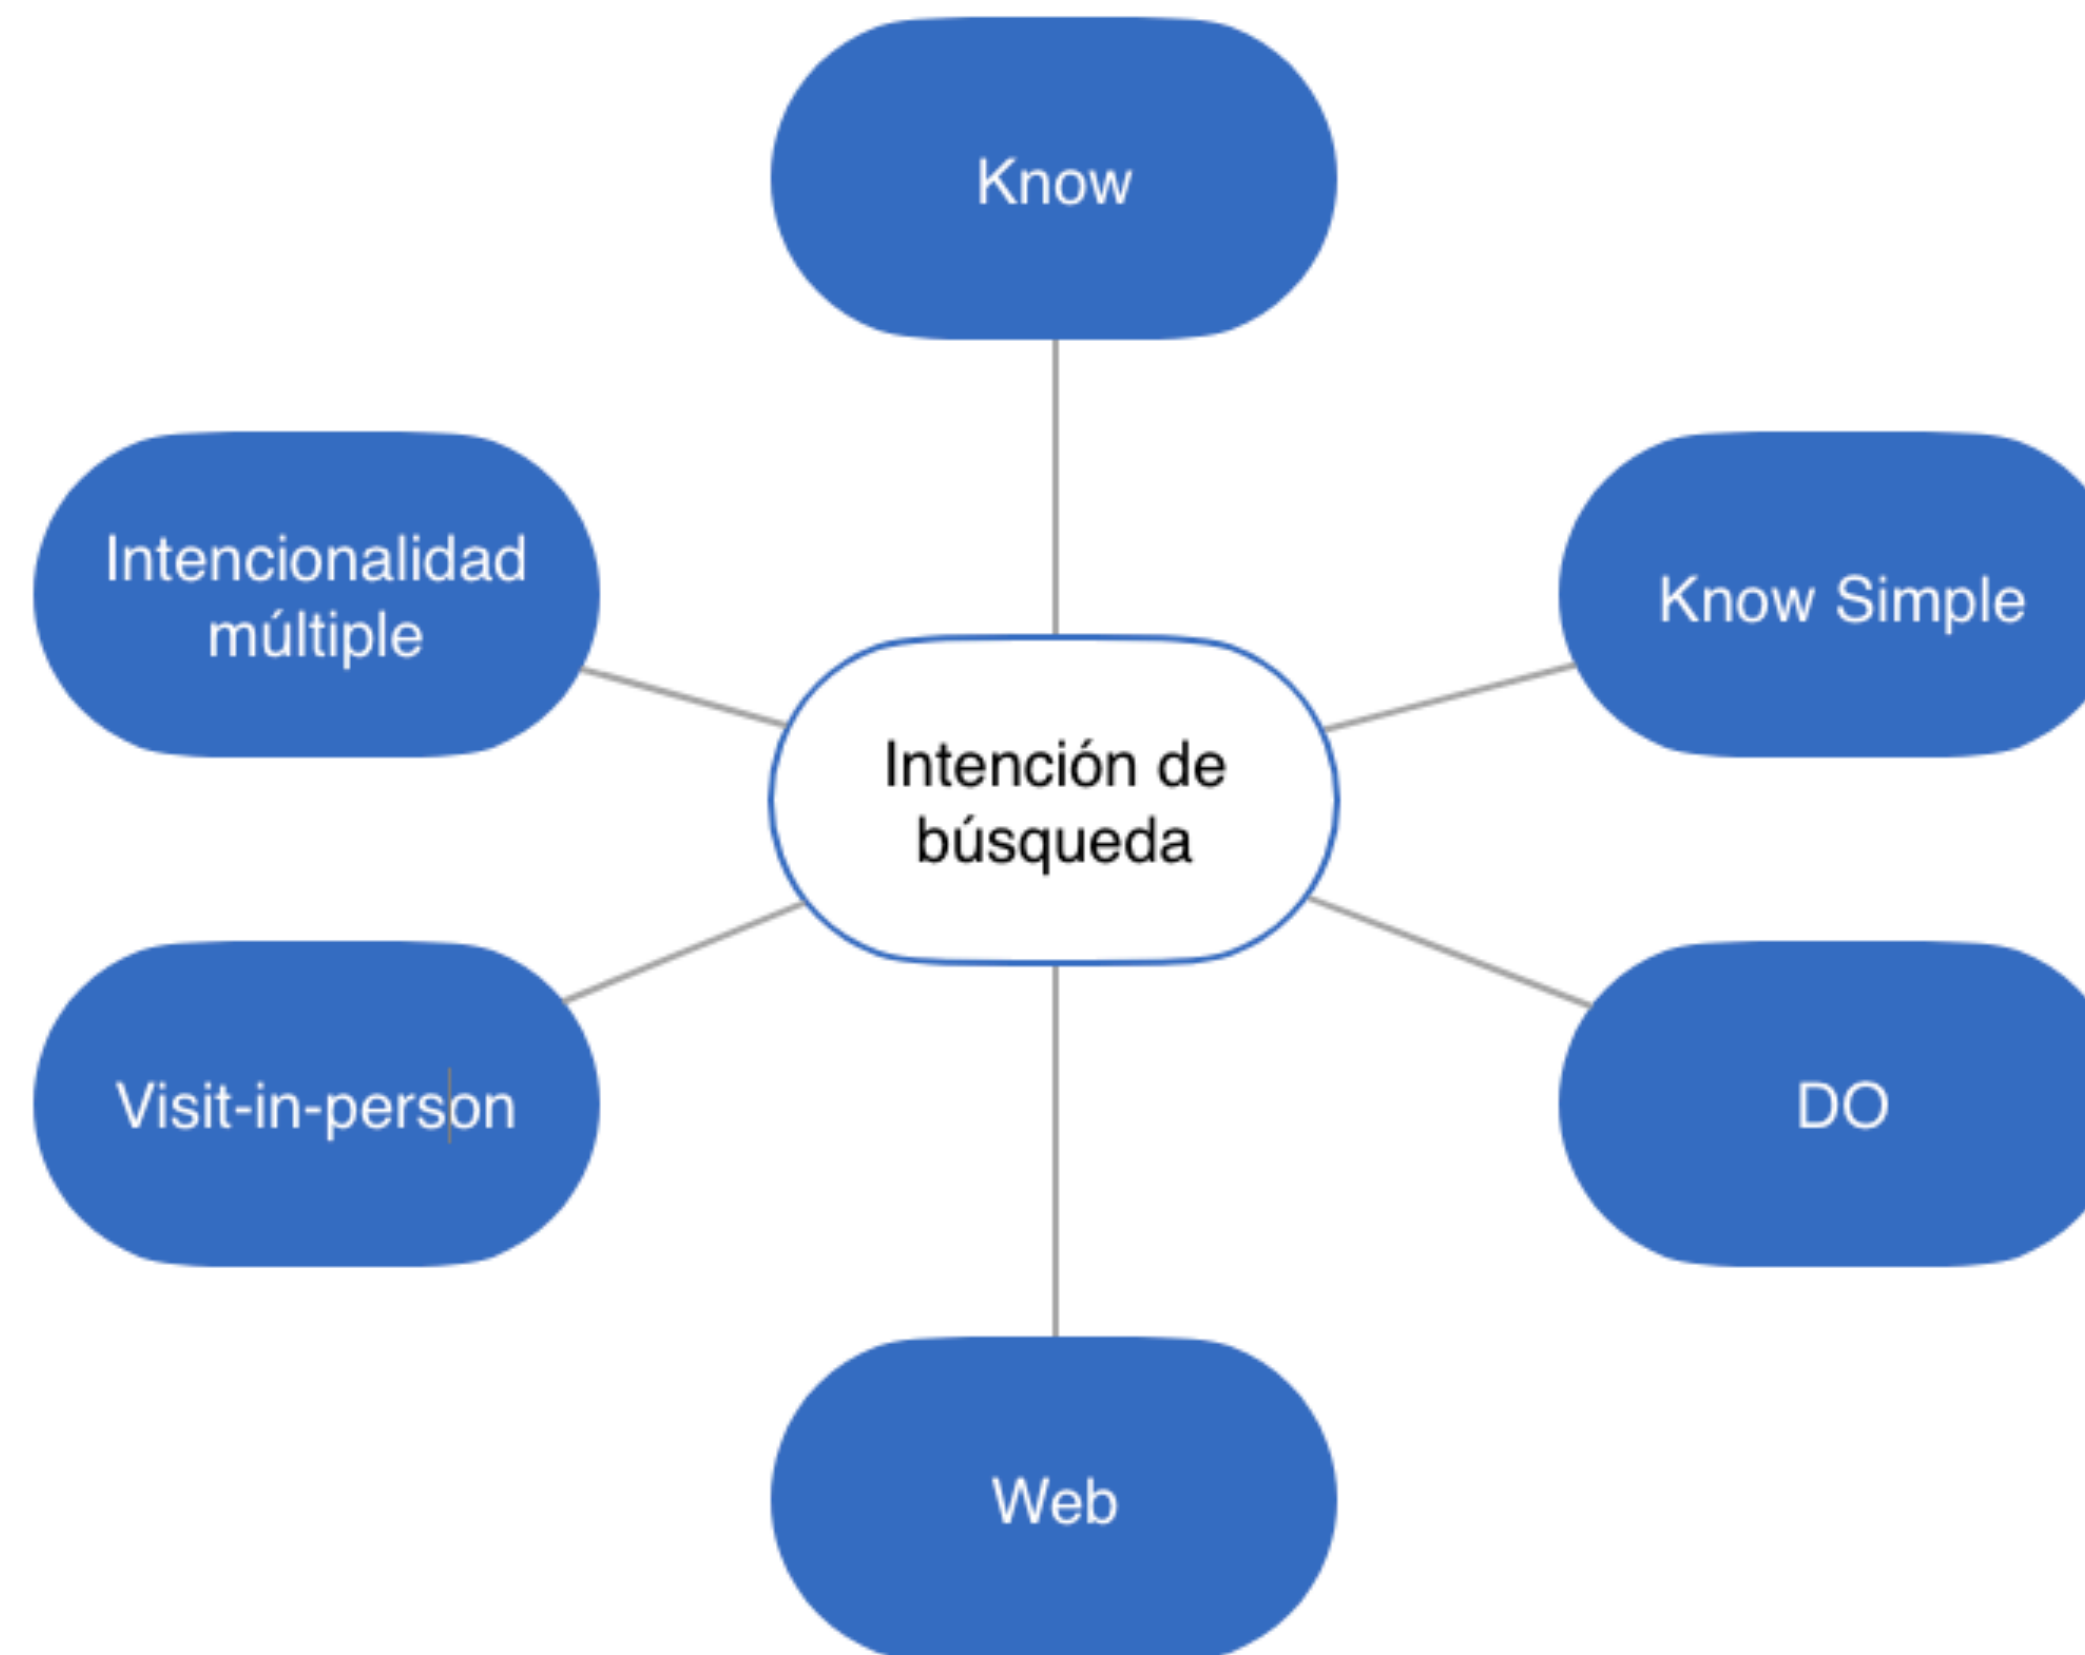 Know
Intencionalidad
múltiple
Know Simple
Intención de
búsqueda
Visit-in-person
DO
Web